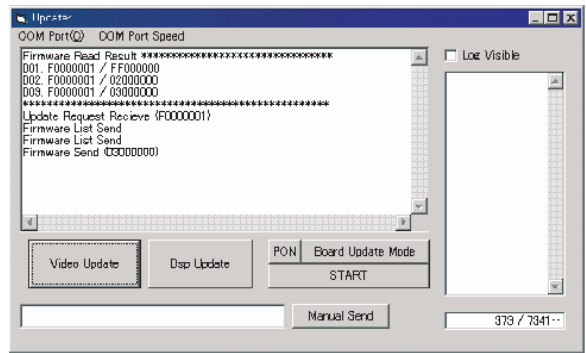 Updater
COM Port(C) COM Port Speed
Firmware Read Result ********************************
001. F0000001 / FF000000
002. F0000001 / 02000000
003. F0000001 / 03000000
****************************************************
Update Request Recieve (F0000001)
Firmware List Send
Firmware List Send
Firmware Send (03000000)
Log Visible
Video Update
Dsp Update
PON
Board Update Mode
START
Manual Send
373 / 7341--